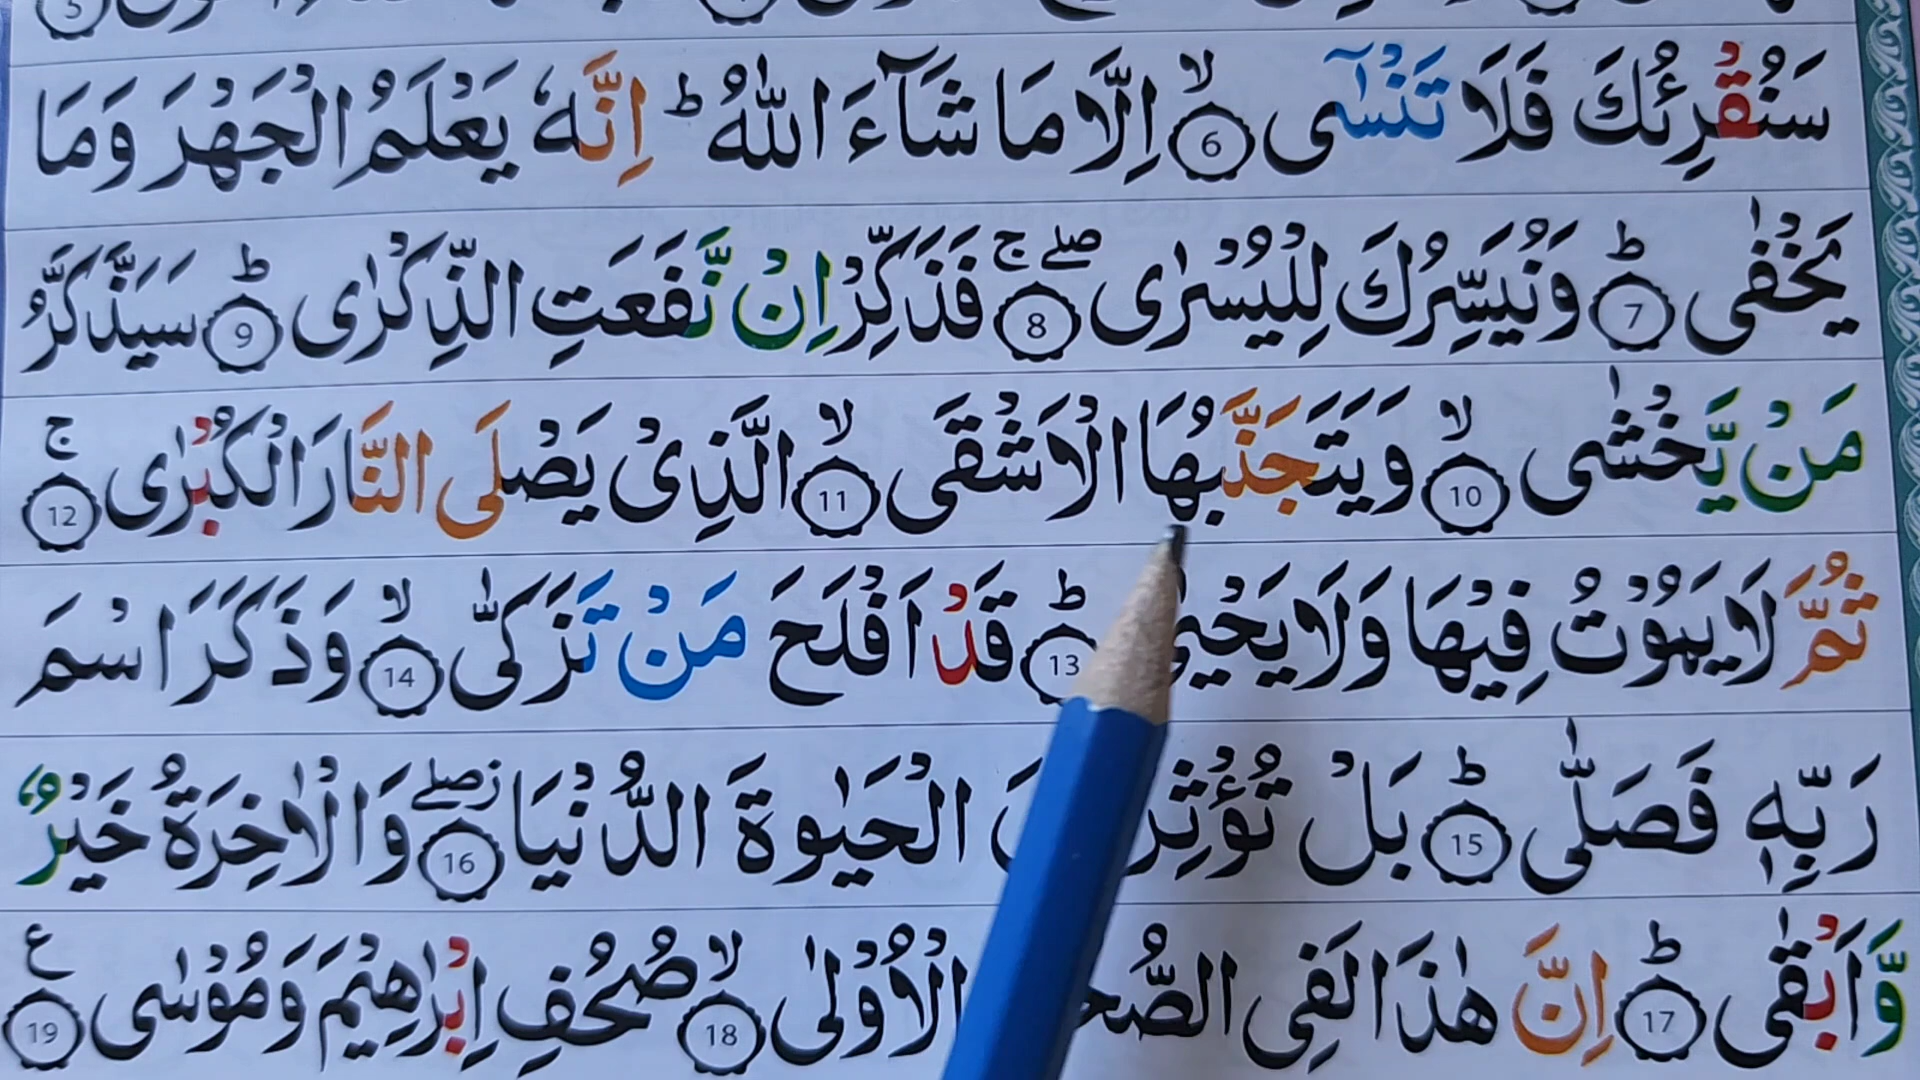 سَنُقْرِئُكَ فَلَا تَنْسٰٓى ۙ 6 اِلَّا مَا شَآءَ اللّٰهُ ؕ اِنَّهٗ يَعْلَمُ الْجَهْرَ وَمَا
يَخْفٰى ؕ 7 وَنُيَسِّرُكَ لِلْيُسْرٰى ۖۚ 8 فَذَكِّرْ اِنْ نَّفَعَتِ الذِّكْرٰى ؕ 9 سَيَذَّكَّرُ
مَنْ يَّخْشٰى ۙ 10 وَيَتَجَنَّبُهَا الْاَشْقَى ۙ 11 الَّذِىْ يَصْلَى النَّارَ الْكُبْرٰى ۚ 12
ثُمَّ لَا يَمُوْتُ فِيْهَا وَلَا يَحْيٰى ؕ 13 قَدْ اَفْلَحَ مَنْ تَزَكّٰى ۙ 14 وَذَكَرَ اسْمَ
رَبِّهٖ فَصَلّٰى ؕ 15 بَلْ الْحَيٰوةَ الدُّنْيَا ۖز 16 وَالْاٰخِرَةُ خَيْرٌ
وَّاَبْقٰى ؕ 17 اِنَّ هٰذَا لَفِى الْاُوْلٰى ۙ 18 صُحُفِ اِبْرٰهِيْمَ وَمُوْسٰى ع 19